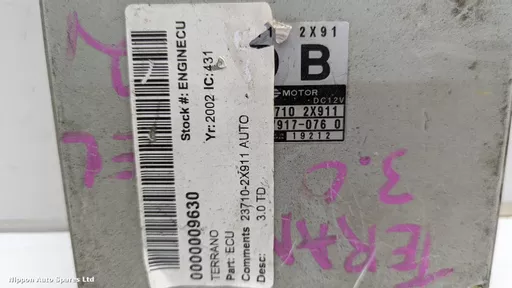 Stock #: ENGINECU
Yr: 2002 IC: 431
0000009630
TERRANO
Part: ECU
Comments 23710-2X911 AUTO
Desc: 3.0 TD
2X91
B
MOTOR
DC12V
710 2X911
917-076 0
19212
3.0
Nippon Auto Spares Ltd